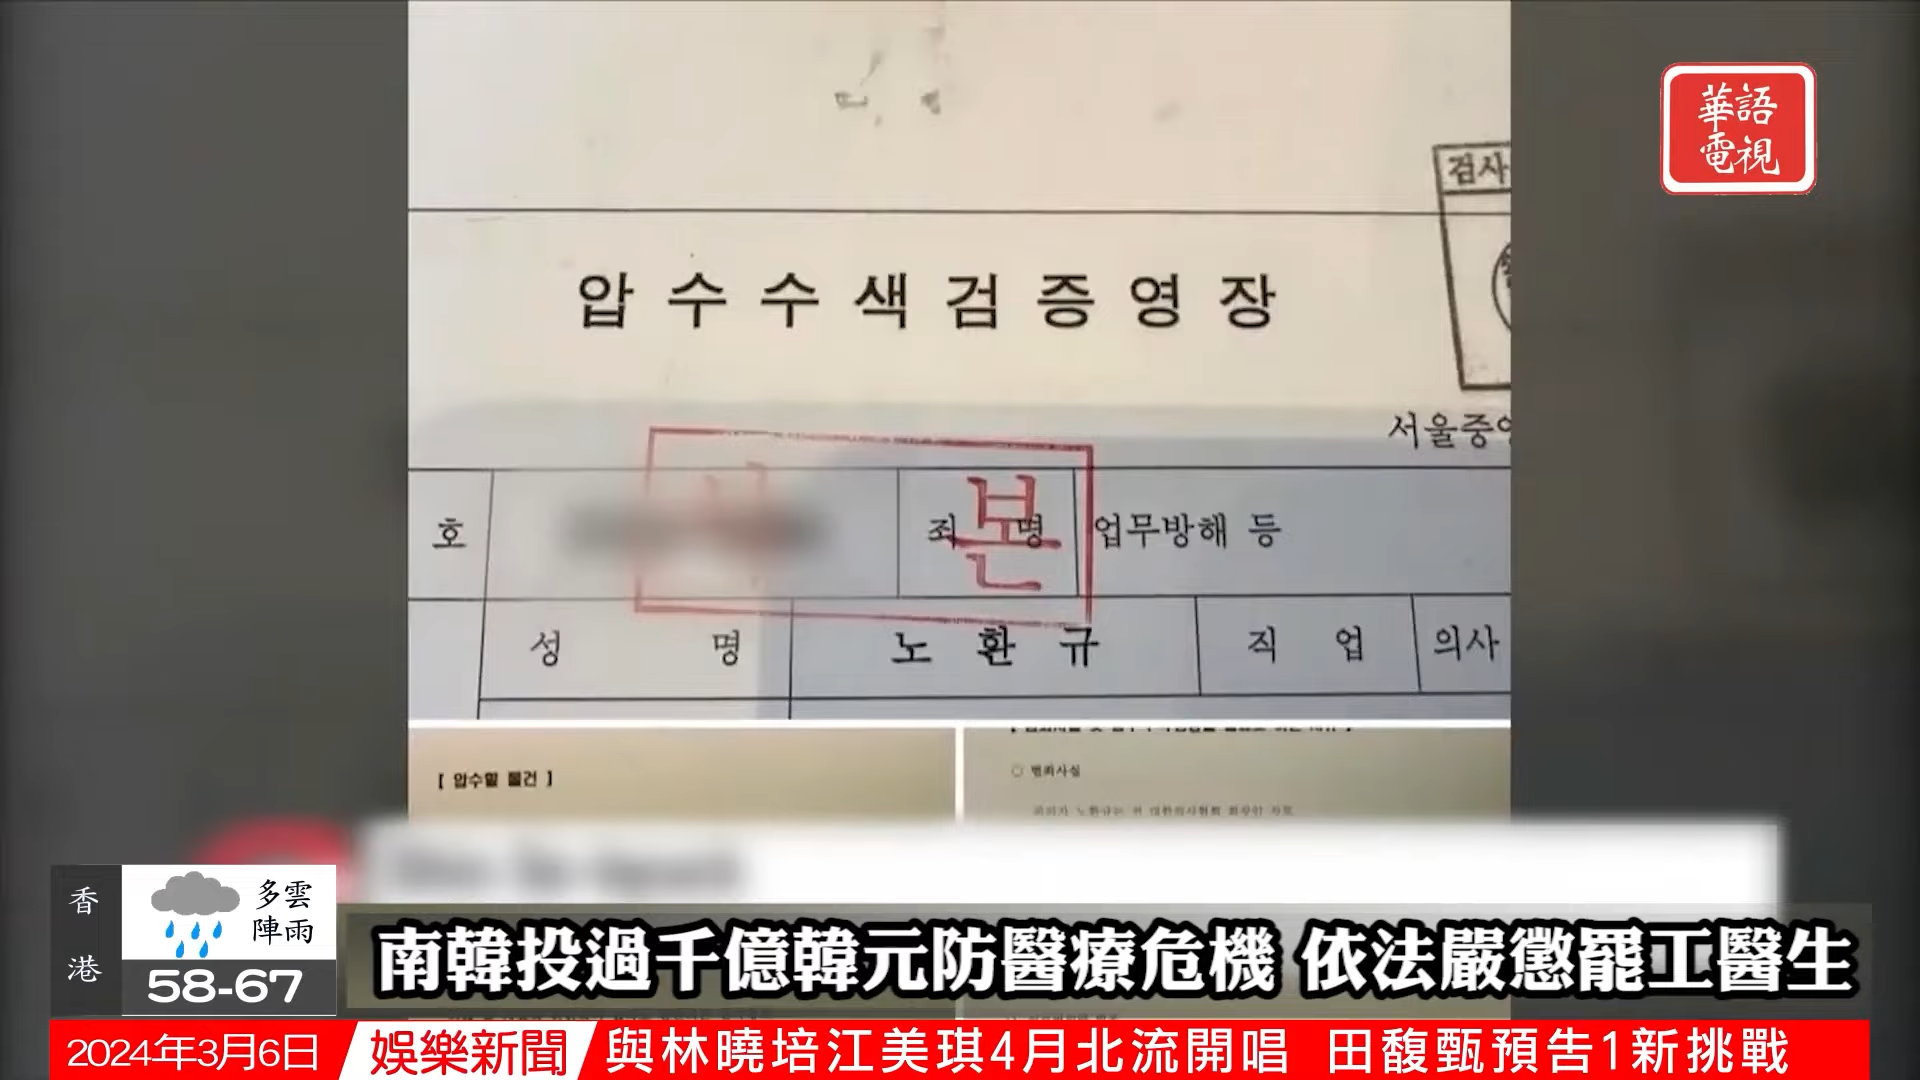 華語
電視
검사
압수수색검증영장
서울중앙
호
죄명
업무방해 등
본
성명
노환규
직업
의사
[ 압수할 물건 ]
○ 범죄사실
香港
多雲
陣雨
58-67
南韓投過千億韓元防醫療危機 依法嚴懲罷工醫生
2024年3月6日
娛樂新聞
與林曉培江美琪4月北流開唱 田馥甄預告1新挑戰